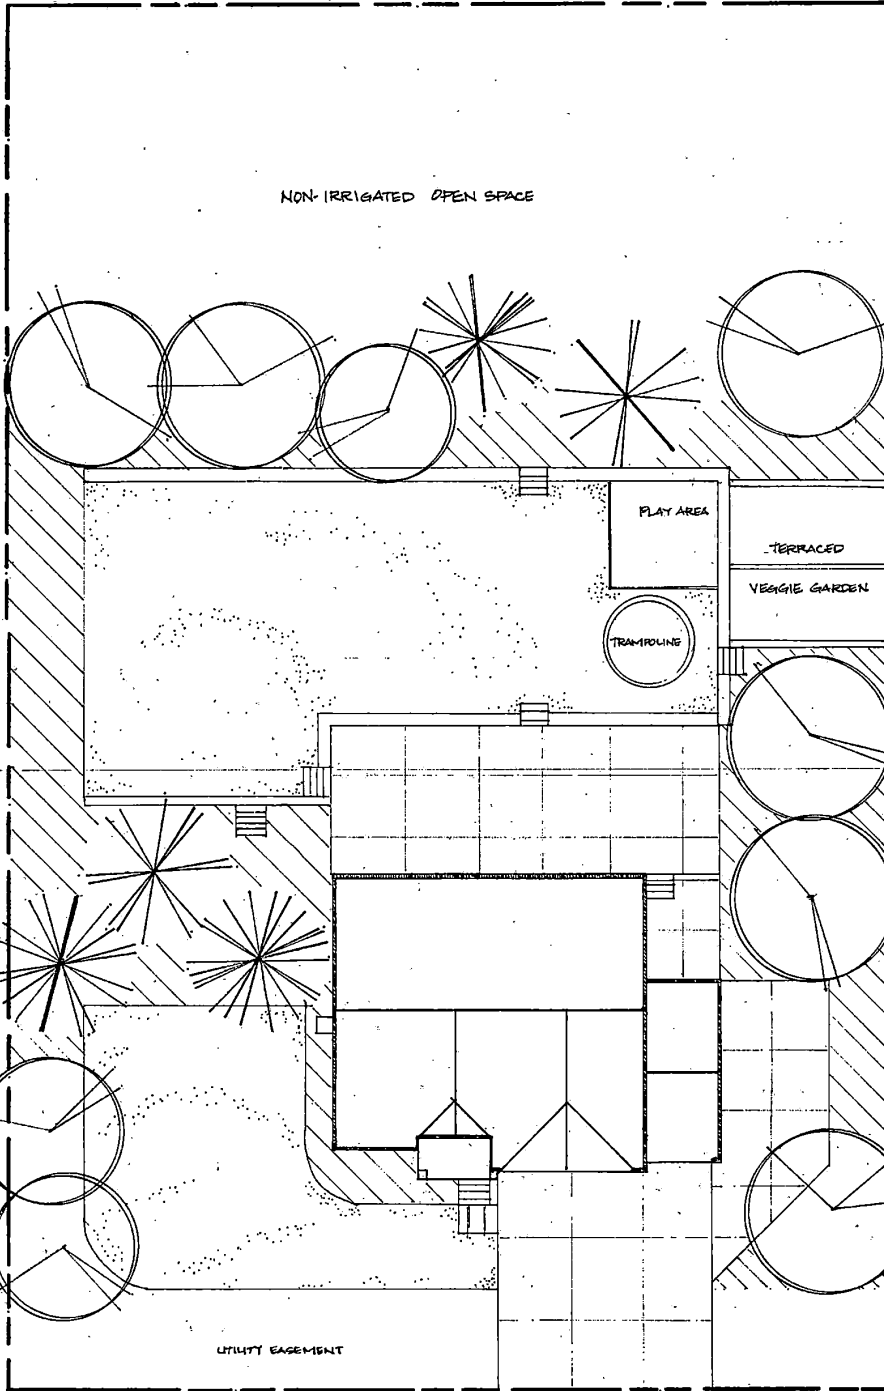 NON-IRRIGATED OPEN SPACE
PLAY AREA
TERRACED
VEGGIE GARDEN
TRAMPOLINE
UTILITY EASEMENT